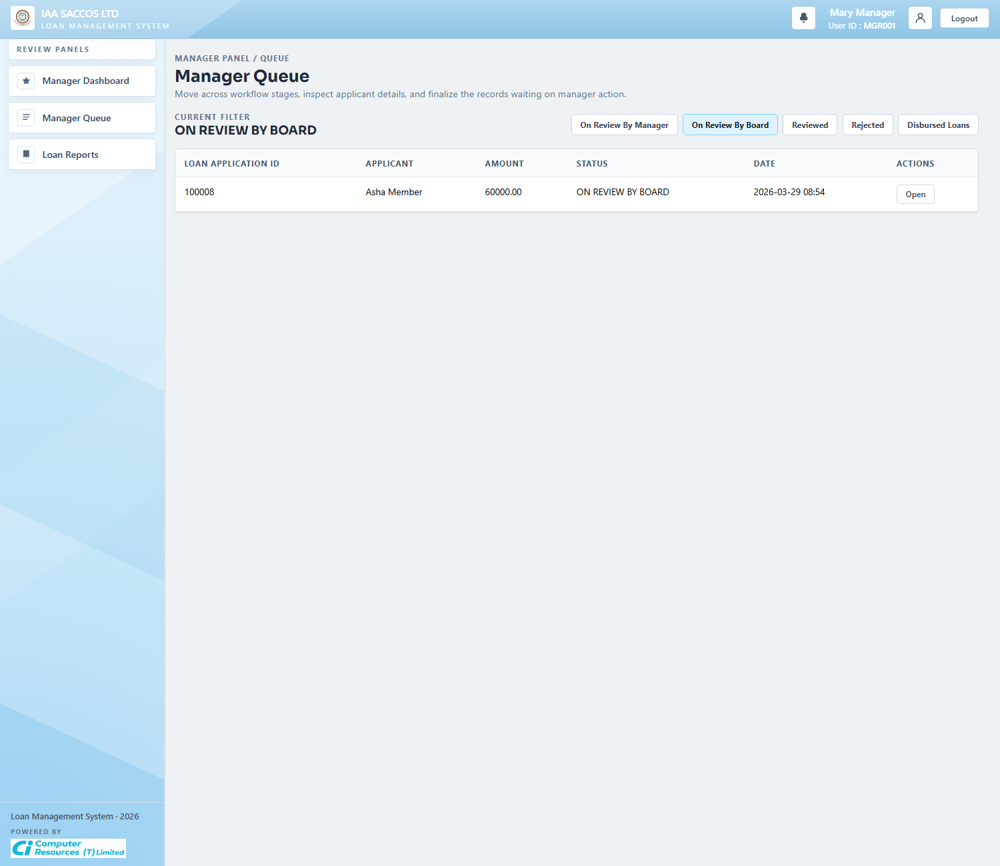 IAA SACCOS LTD
LOAN MANAGEMENT SYSTEM
Mary Manager
User ID : MGR001
Logout
REVIEW PANELS
Manager Dashboard
Manager Queue
Loan Reports
MANAGER PANEL / QUEUE
Manager Queue
Move across workflow stages, inspect applicant details, and finalize the records waiting on manager action.
CURRENT FILTER
ON REVIEW BY BOARD
On Review By Manager
On Review By Board
Reviewed
Rejected
Disbursed Loans
LOAN APPLICATION ID APPLICANT AMOUNT STATUS DATE ACTIONS
100008 Asha Member 60000.00 ON REVIEW BY BOARD 2026-03-29 08:54 Open
Loan Management System · 2026
POWERED BY
Ci Computer
Resources (T) Limited